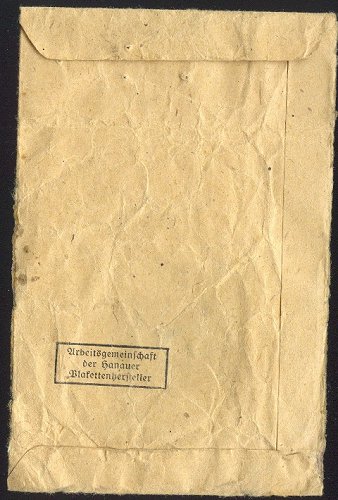 Arbeitsgemeinschaft
der Hanauer
Plakettenhersteller